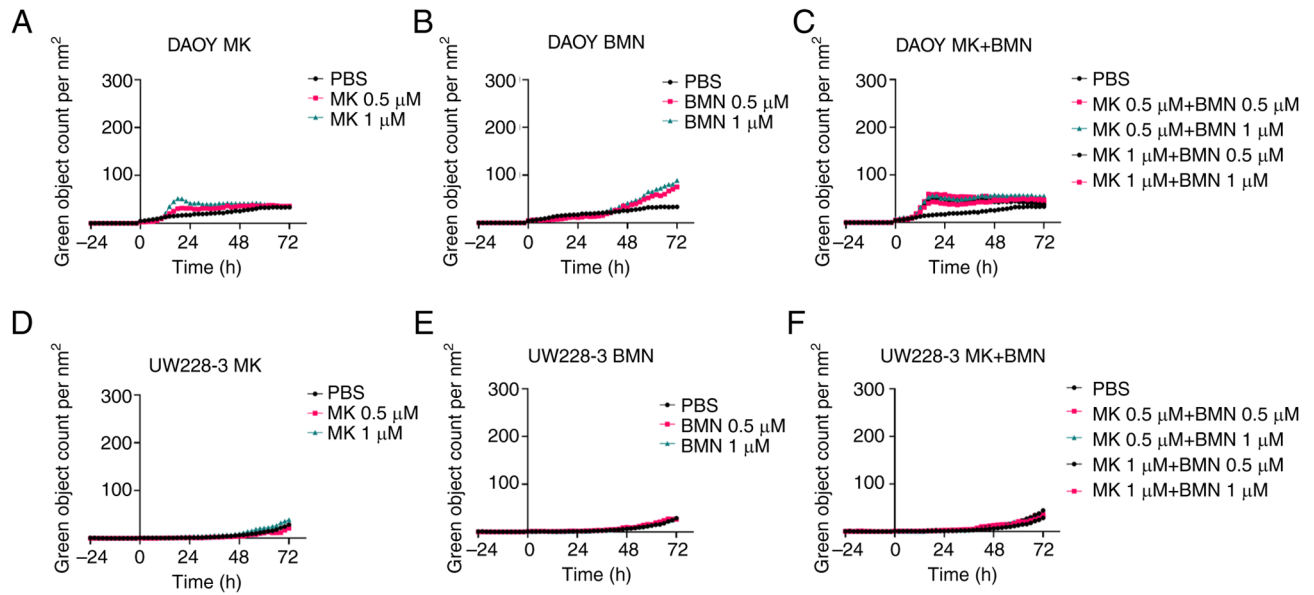 A
DAOY MK
Green object count per nm²
300
200
100
−24 0 24 48 72
Time (h)
PBS
MK 0.5 μM
MK 1 μM
B
DAOY BMN
Green object count per nm²
300
200
100
−24 0 24 48 72
Time (h)
PBS
BMN 0.5 μM
BMN 1 μM
C
DAOY MK+BMN
Green object count per nm²
300
200
100
−24 0 24 48 72
Time (h)
PBS
MK 0.5 μM+BMN 0.5 μM
MK 0.5 μM+BMN 1 μM
MK 1 μM+BMN 0.5 μM
MK 1 μM+BMN 1 μM
D
UW228-3 MK
Green object count per nm²
300
200
100
−24 0 24 48 72
Time (h)
PBS
MK 0.5 μM
MK 1 μM
E
UW228-3 BMN
Green object count per nm²
300
200
100
−24 0 24 48 72
Time (h)
PBS
BMN 0.5 μM
BMN 1 μM
F
UW228-3 MK+BMN
Green object count per nm²
300
200
100
−24 0 24 48 72
Time (h)
PBS
MK 0.5 μM+BMN 0.5 μM
MK 0.5 μM+BMN 1 μM
MK 1 μM+BMN 0.5 μM
MK 1 μM+BMN 1 μM